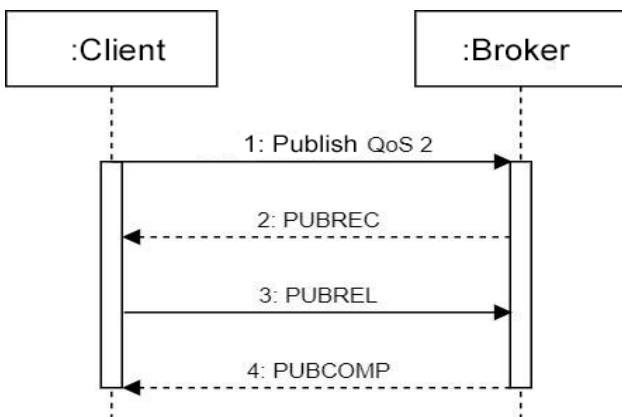 :Client
:Broker
1: Publish QoS 2
2: PUBREC
3: PUBREL
4: PUBCOMP